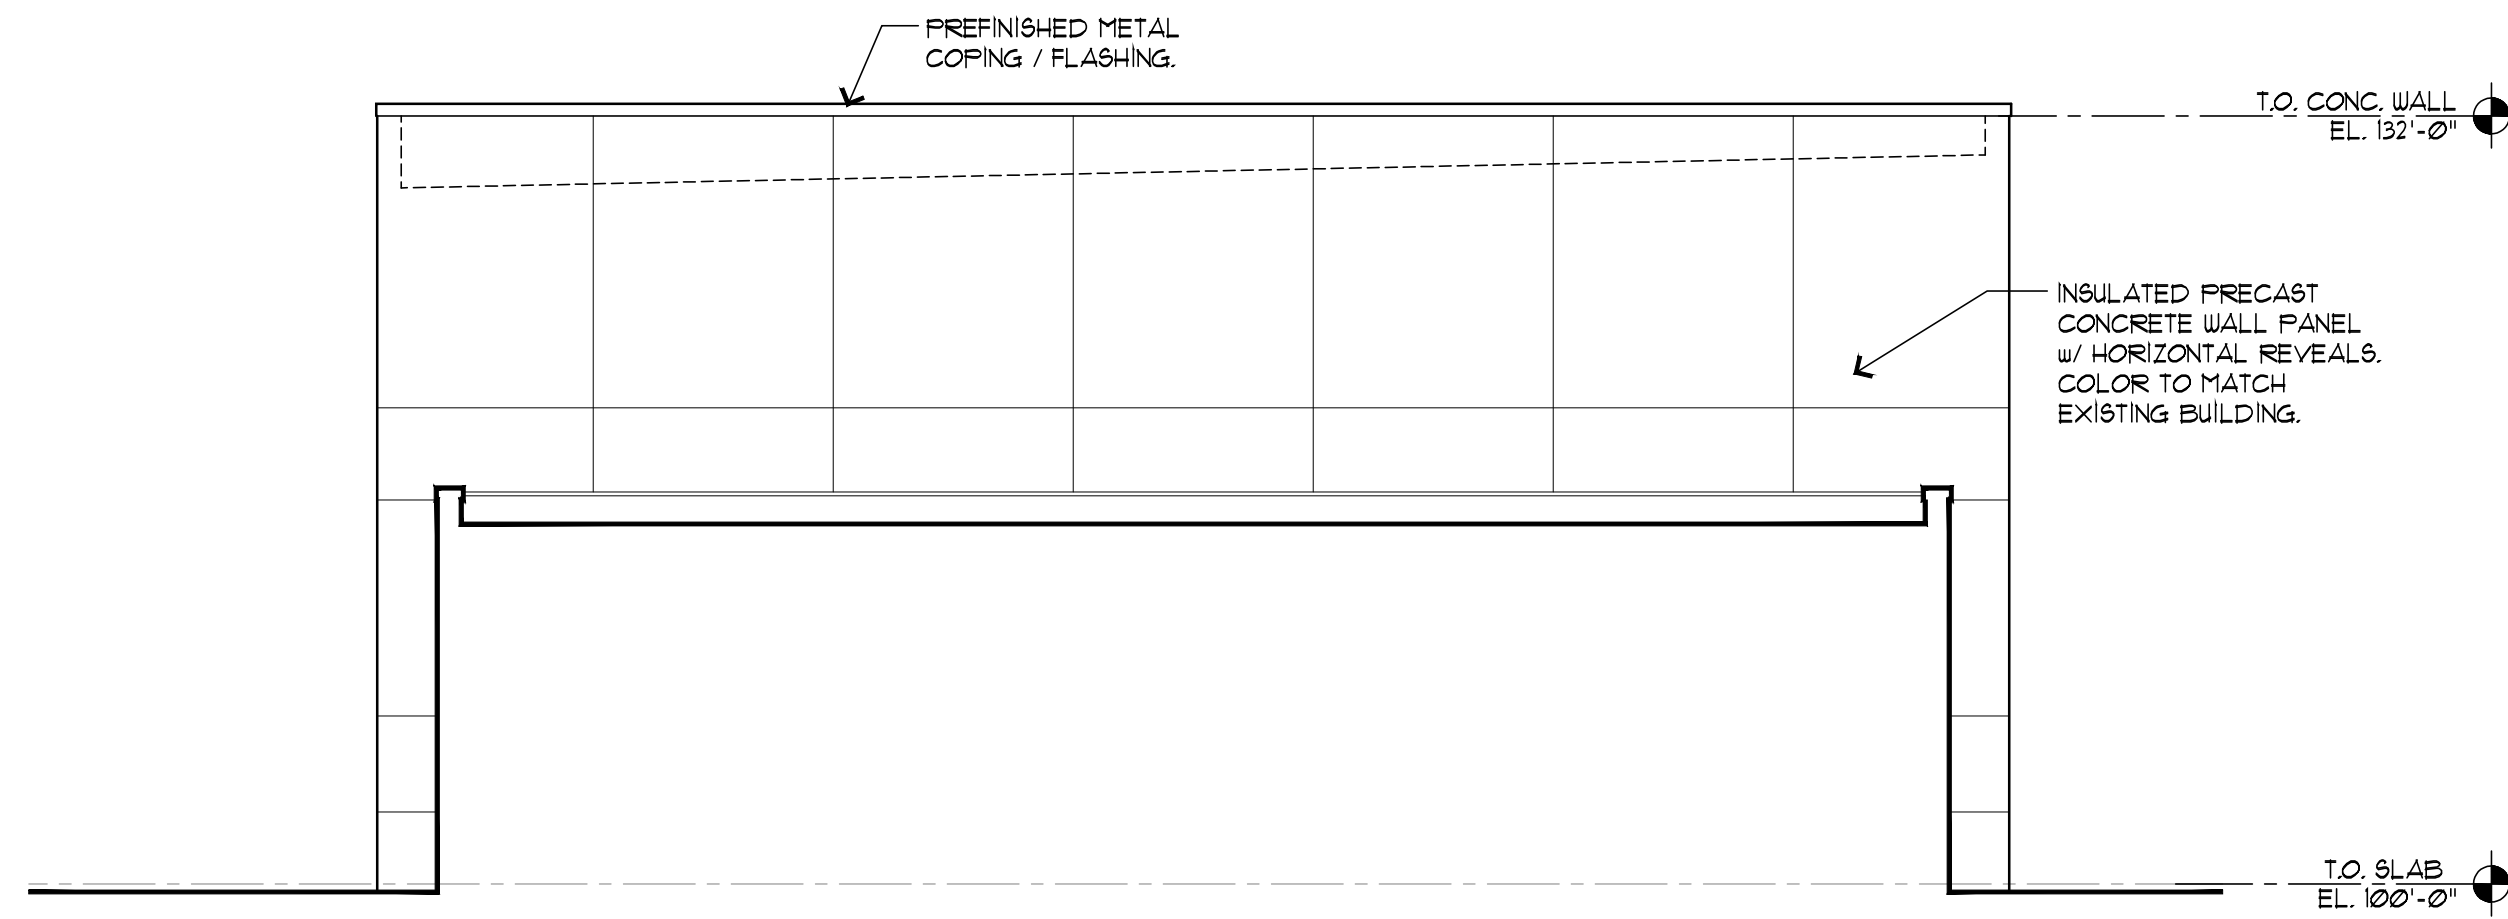 PREFINISHED METAL
COPING / FLASHING.
T.O. CONC. WALL
EL. 132'-0"
INSULATED PRECAST
CONCRETE WALL PANEL
w/ HORIZONTAL REVEALS.
COLOR TO MATCH
EXISTING BUILDING.
T.O. SLAB
EL. 100'-0"